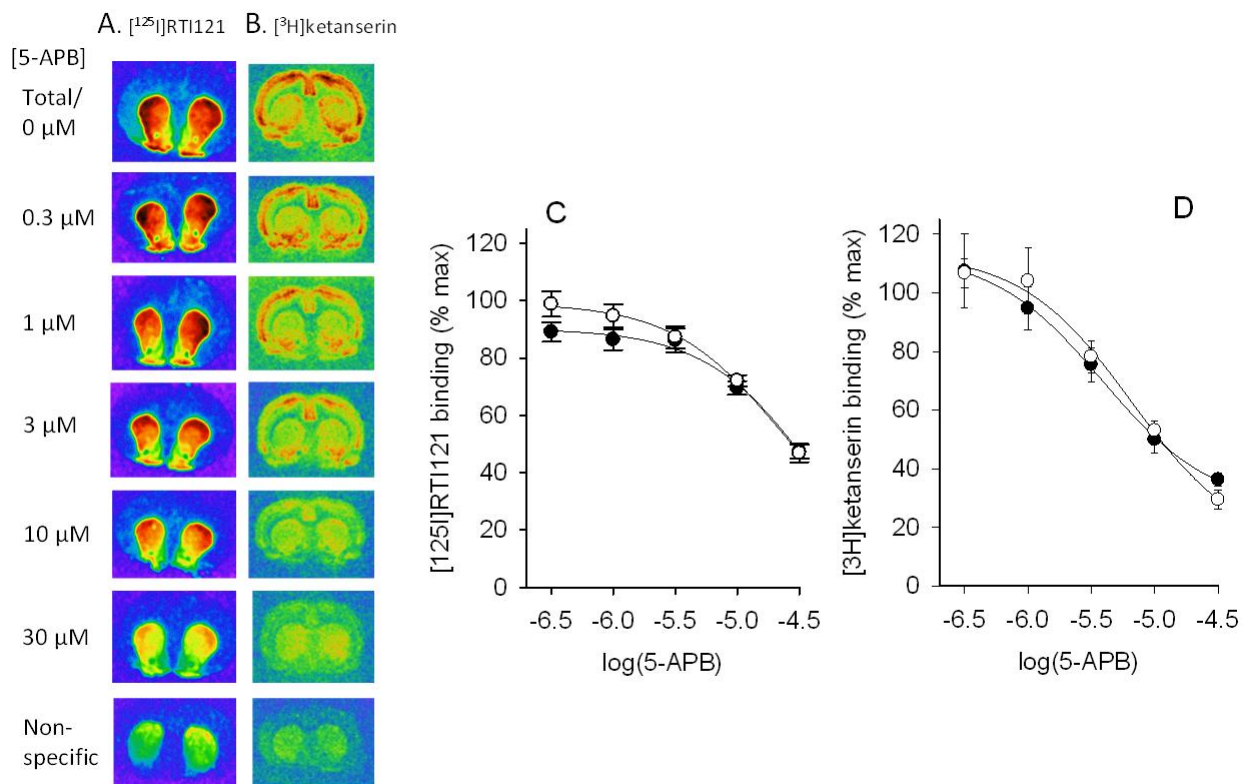 A. [¹²⁵I]RTI121
B. [³H]ketanserin
[5-APB]
Total/
0 µM
0.3 µM
1 µM
3 µM
10 µM
30 µM
Non-
specific
C
[125I]RTI121 binding (% max)
120
100
80
60
40
20
0
-6.5 -6.0 -5.5 -5.0 -4.5
log(5-APB)
D
[3H]ketanserin binding (% max)
120
100
80
60
40
20
0
-6.5 -6.0 -5.5 -5.0 -4.5
log(5-APB)